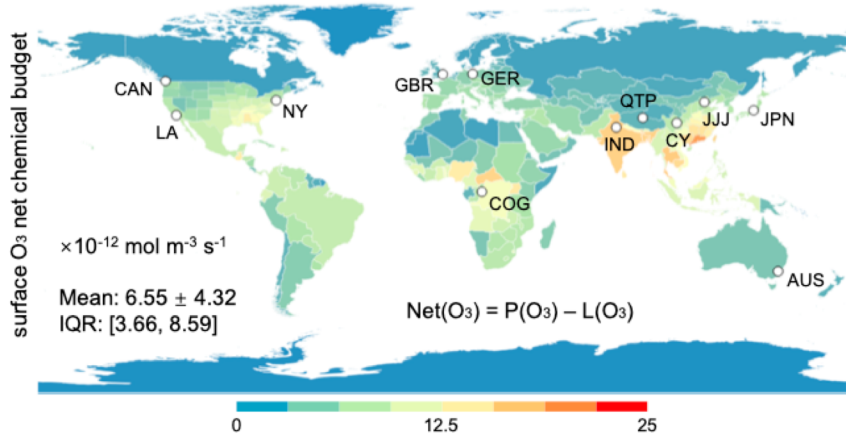 surface O₃ net chemical budget
CAN
GBR
GER
NY
LA
QTP
JJJ
JPN
IND
CY
COG
×10⁻¹² mol m⁻³ s⁻¹
AUS
Mean: 6.55 ± 4.32
IQR: [3.66, 8.59]
Net(O₃) = P(O₃) – L(O₃)
0
12.5
25